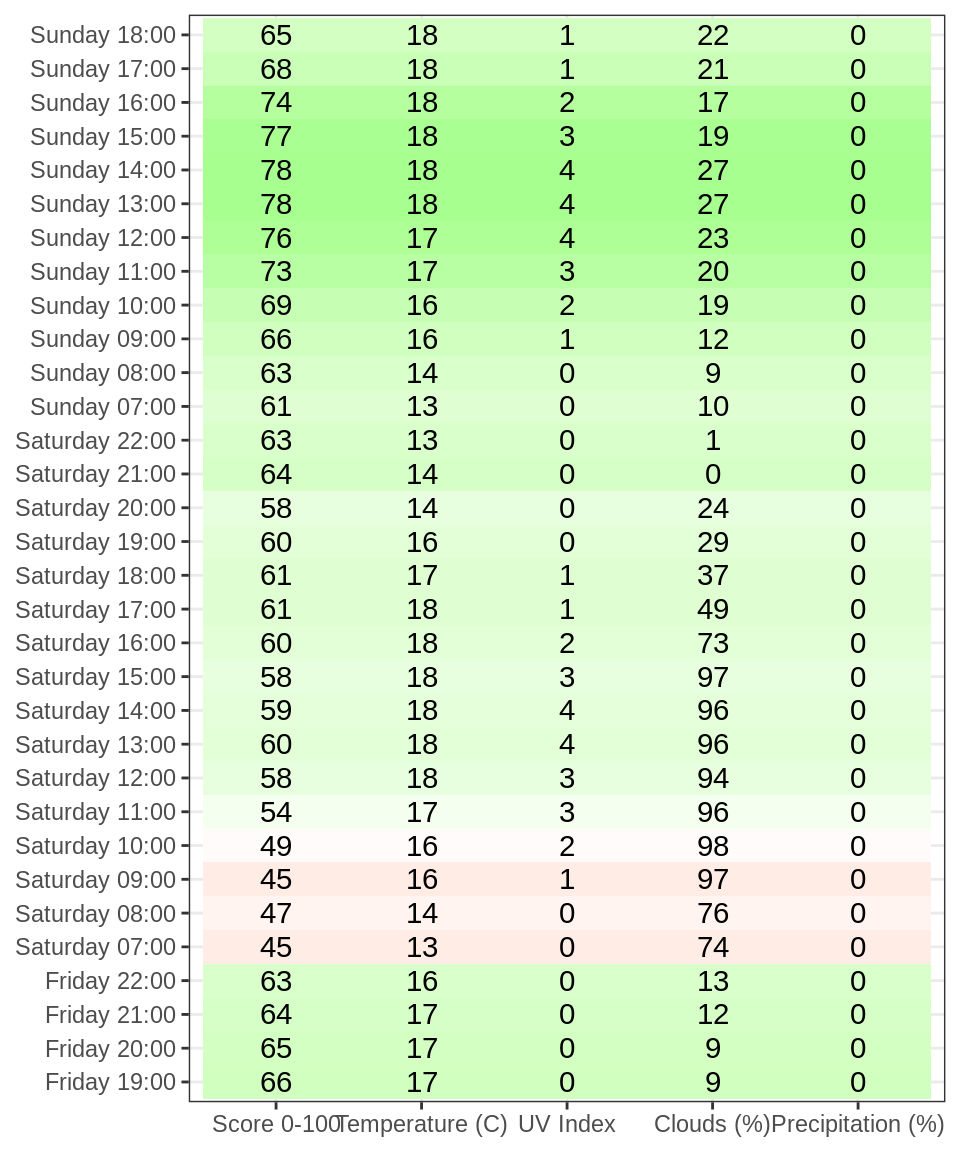 Sunday 18:00 65 18 1 22 0
Sunday 17:00 68 18 1 21 0
Sunday 16:00 74 18 2 17 0
Sunday 15:00 77 18 3 19 0
Sunday 14:00 78 18 4 27 0
Sunday 13:00 78 18 4 27 0
Sunday 12:00 76 17 4 23 0
Sunday 11:00 73 17 3 20 0
Sunday 10:00 69 16 2 19 0
Sunday 09:00 66 16 1 12 0
Sunday 08:00 63 14 0 9 0
Sunday 07:00 61 13 0 10 0
Saturday 22:00 63 13 0 1 0
Saturday 21:00 64 14 0 0 0
Saturday 20:00 58 14 0 24 0
Saturday 19:00 60 16 0 29 0
Saturday 18:00 61 17 1 37 0
Saturday 17:00 61 18 1 49 0
Saturday 16:00 60 18 2 73 0
Saturday 15:00 58 18 3 97 0
Saturday 14:00 59 18 4 96 0
Saturday 13:00 60 18 4 96 0
Saturday 12:00 58 18 3 94 0
Saturday 11:00 54 17 3 96 0
Saturday 10:00 49 16 2 98 0
Saturday 09:00 45 16 1 97 0
Saturday 08:00 47 14 0 76 0
Saturday 07:00 45 13 0 74 0
Friday 22:00 63 16 0 13 0
Friday 21:00 64 17 0 12 0
Friday 20:00 65 17 0 9 0
Friday 19:00 66 17 0 9 0
Score 0-100 Temperature (C) UV Index Clouds (%) Precipitation (%)